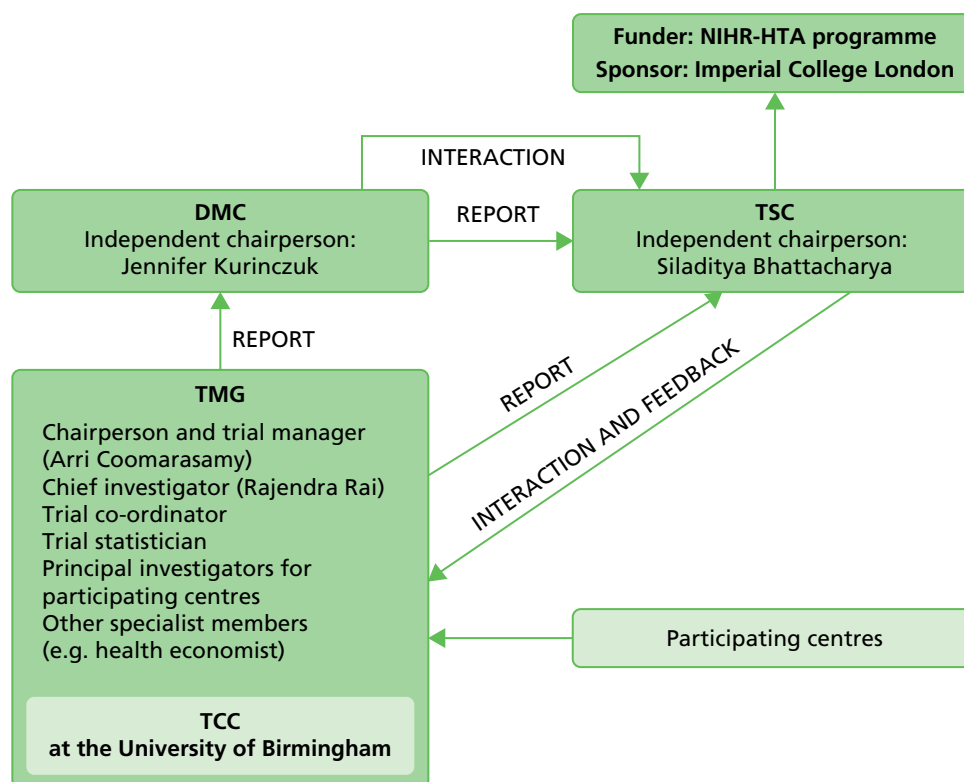 Funder: NIHR-HTA programme
Sponsor: Imperial College London
INTERACTION
DMC
Independent chairperson:
Jennifer Kurinczuk
REPORT
TSC
Independent chairperson:
Siladitya Bhattacharya
REPORT
TMG
Chairperson and trial manager
(Arri Coomarasamy)
Chief investigator (Rajendra Rai)
Trial co-ordinator
Trial statistician
Principal investigators for
participating centres
Other specialist members
(e.g. health economist)
REPORT
INTERACTION AND FEEDBACK
Participating centres
TCC
at the University of Birmingham